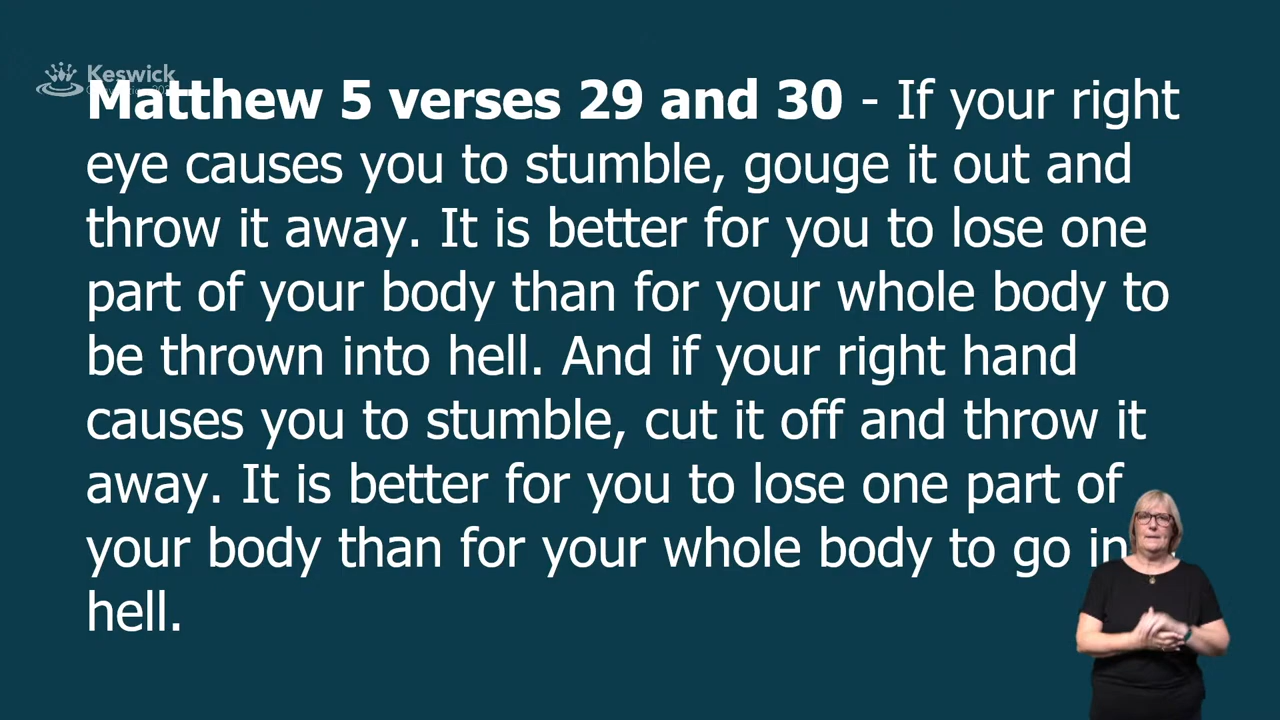 Keswick
Matthew 5 verses 29 and 30 - If your right
eye causes you to stumble, gouge it out and
throw it away. It is better for you to lose one
part of your body than for your whole body to
be thrown into hell. And if your right hand
causes you to stumble, cut it off and throw it
away. It is better for you to lose one part of
your body than for your whole body to go in
hell.